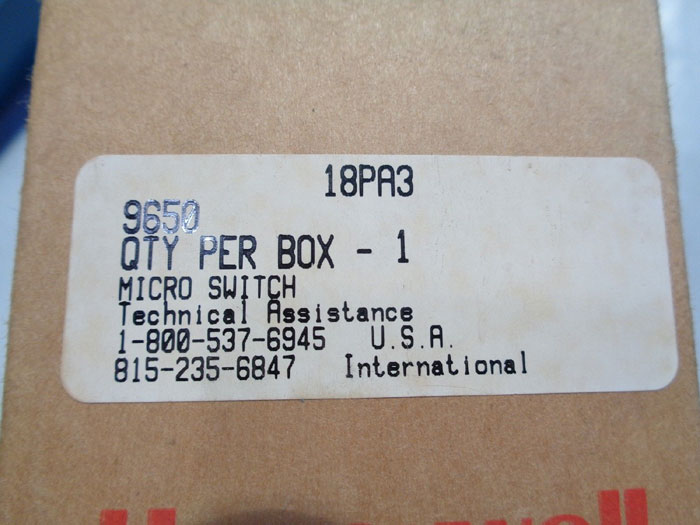 18PA3
9650
QTY PER BOX - 1
MICRO SWITCH
Technical Assistance
1-800-537-6945 U.S.A.
815-235-6847 International